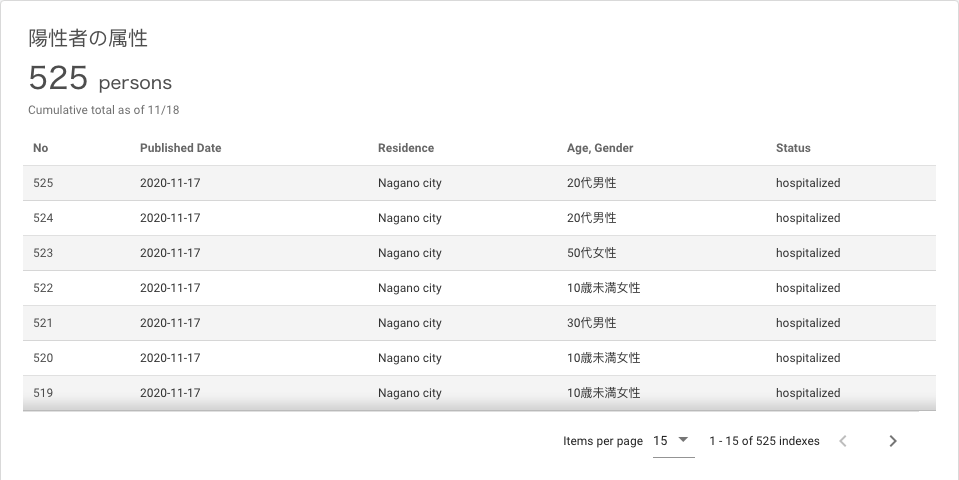 陽性者の属性
525 persons
Cumulative total as of 11/18
No Published Date Residence Age, Gender Status
525 2020-11-17 Nagano city 20代男性 hospitalized
524 2020-11-17 Nagano city 20代男性 hospitalized
523 2020-11-17 Nagano city 50代女性 hospitalized
522 2020-11-17 Nagano city 10歳未満女性 hospitalized
521 2020-11-17 Nagano city 30代男性 hospitalized
520 2020-11-17 Nagano city 10歳未満女性 hospitalized
519 2020-11-17 Nagano city 10歳未満女性 hospitalized
Items per page 15 1 - 15 of 525 indexes